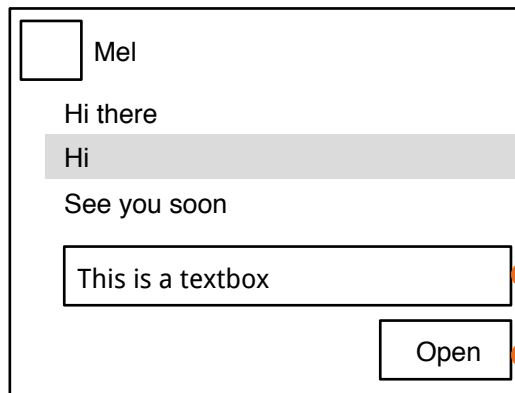 Mel
Hi there
Hi
See you soon
This is a textbox
Open